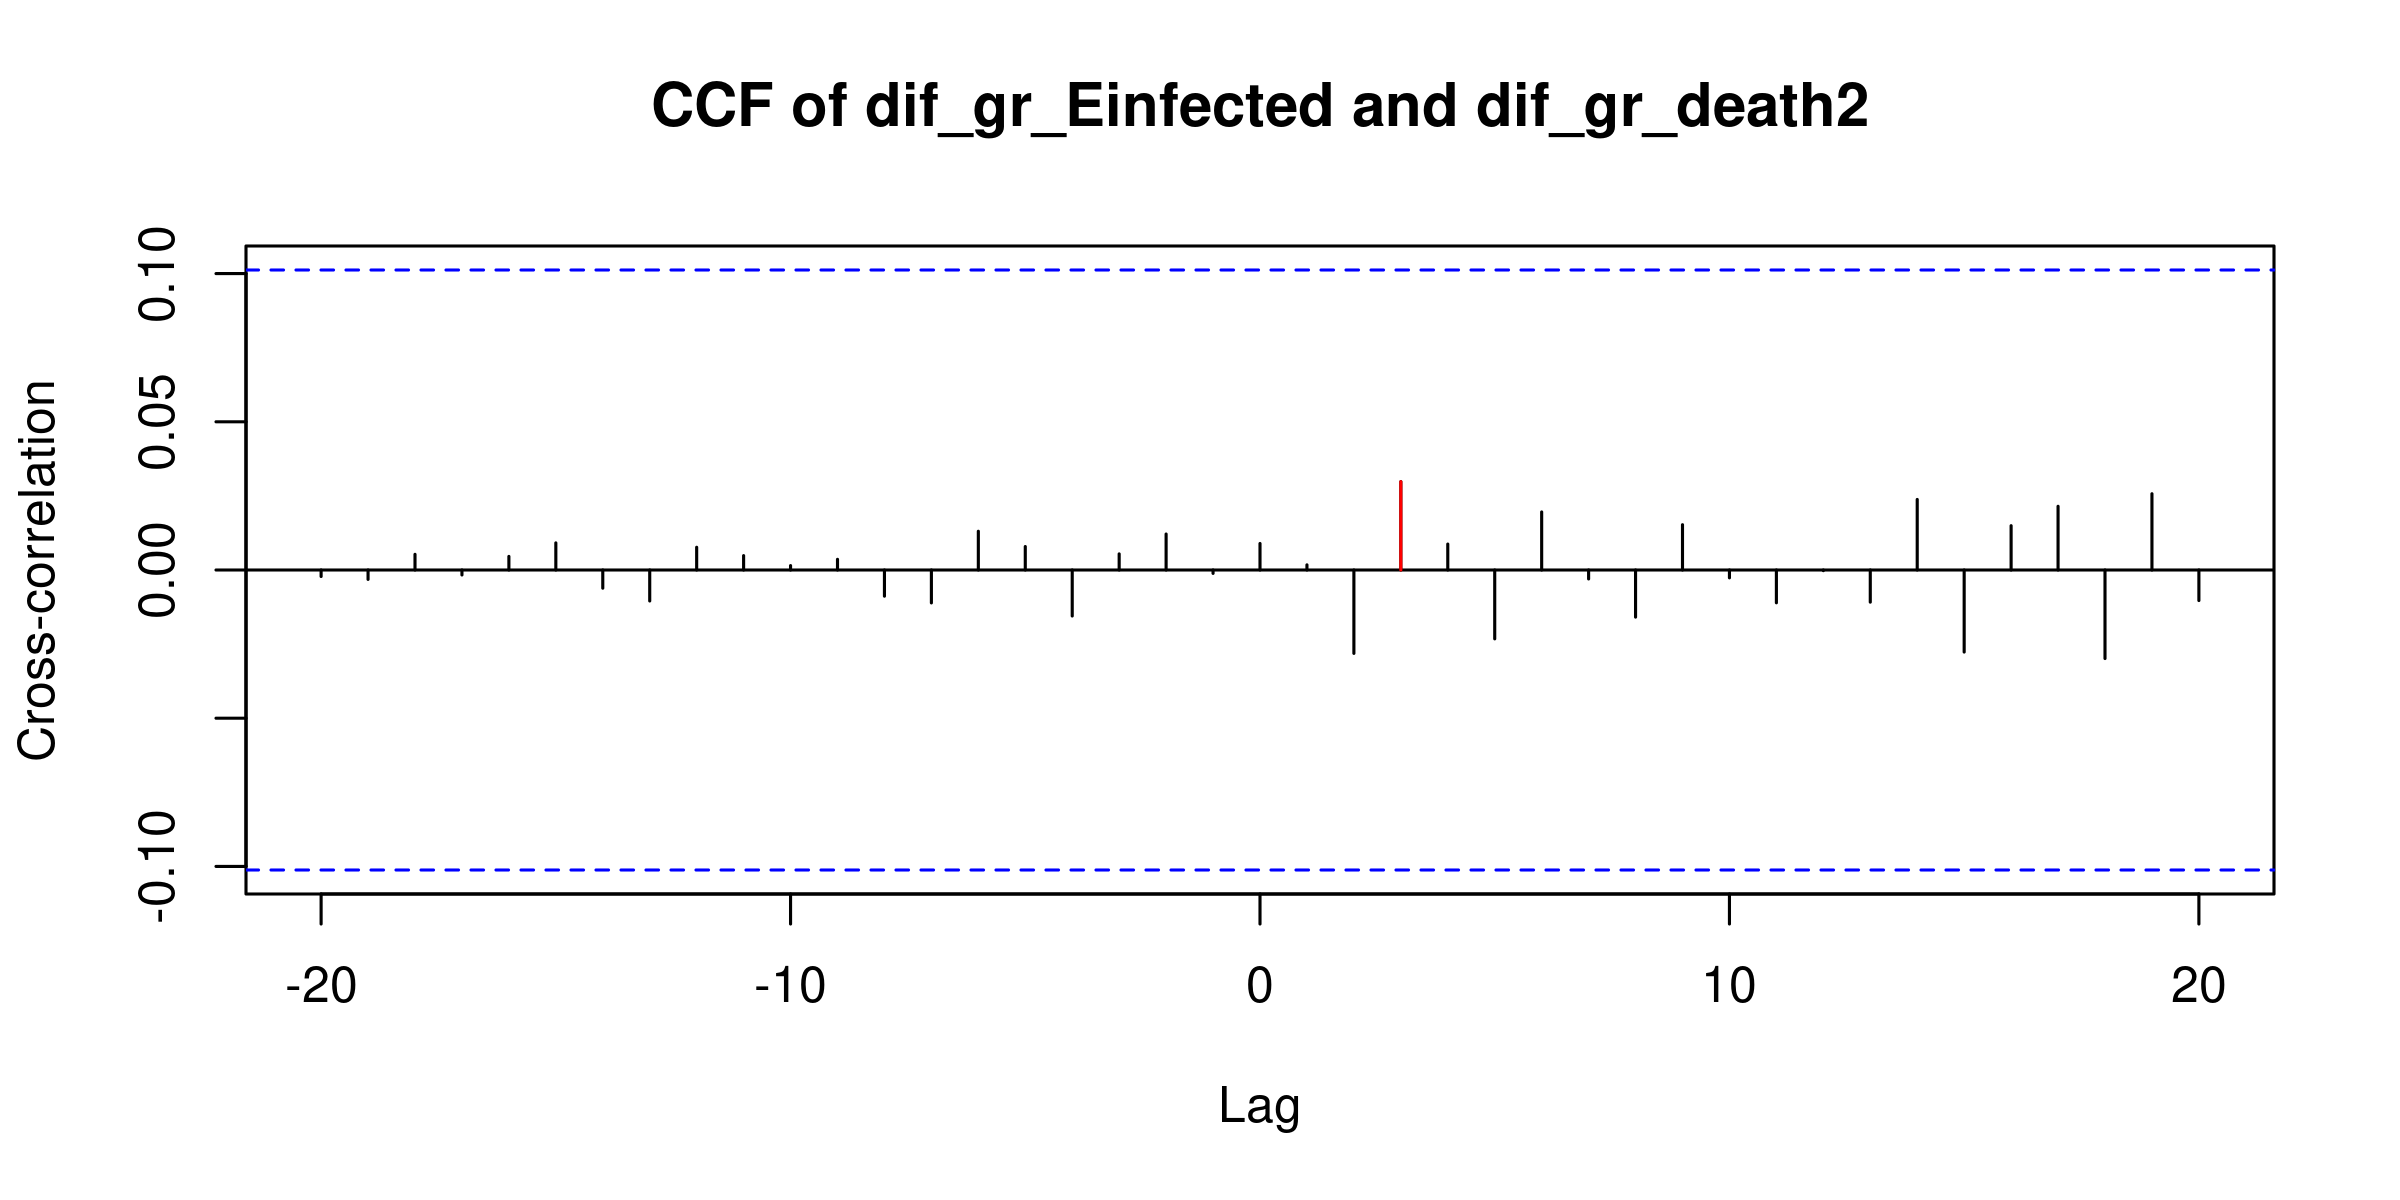 CCF of dif_gr_Einfected and dif_gr_death2
Cross-correlation
0.10
0.05
0.00
-0.10
-20 -10 0 10 20
Lag